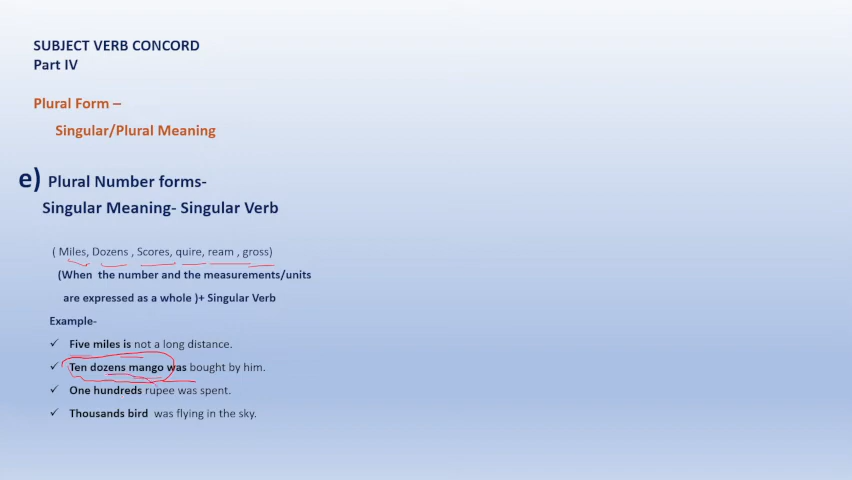 SUBJECT VERB CONCORD
Part IV
Plural Form –
Singular/Plural Meaning
e) Plural Number forms-
Singular Meaning- Singular Verb
( Miles, Dozens , Scores, quire, ream , gross)
(When the number and the measurements/units
are expressed as a whole )+ Singular Verb
Example-
✓ Five miles is not a long distance.
✓ Ten dozens mango was bought by him.
✓ One hundreds rupee was spent.
✓ Thousands bird was flying in the sky.